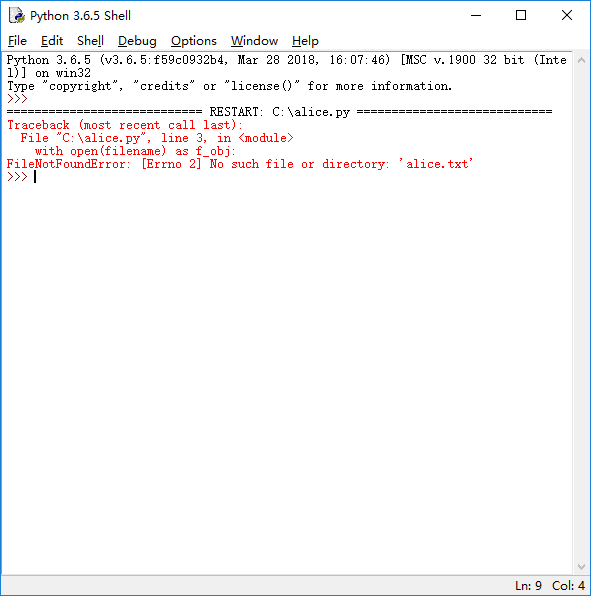 Python 3.6.5 Shell
File Edit Shell Debug Options Window Help
Python 3.6.5 (v3.6.5:f59c0932b4, Mar 28 2018, 16:07:46) [MSC v.1900 32 bit (Inte
l)] on win32
Type "copyright", "credits" or "license()" for more information.
>>>
============================ RESTART: C:\alice.py ============================
Traceback (most recent call last):
  File "C:\alice.py", line 3, in <module>
    with open(filename) as f_obj:
FileNotFoundError: [Errno 2] No such file or directory: 'alice.txt'
>>>
Ln: 9 Col: 4